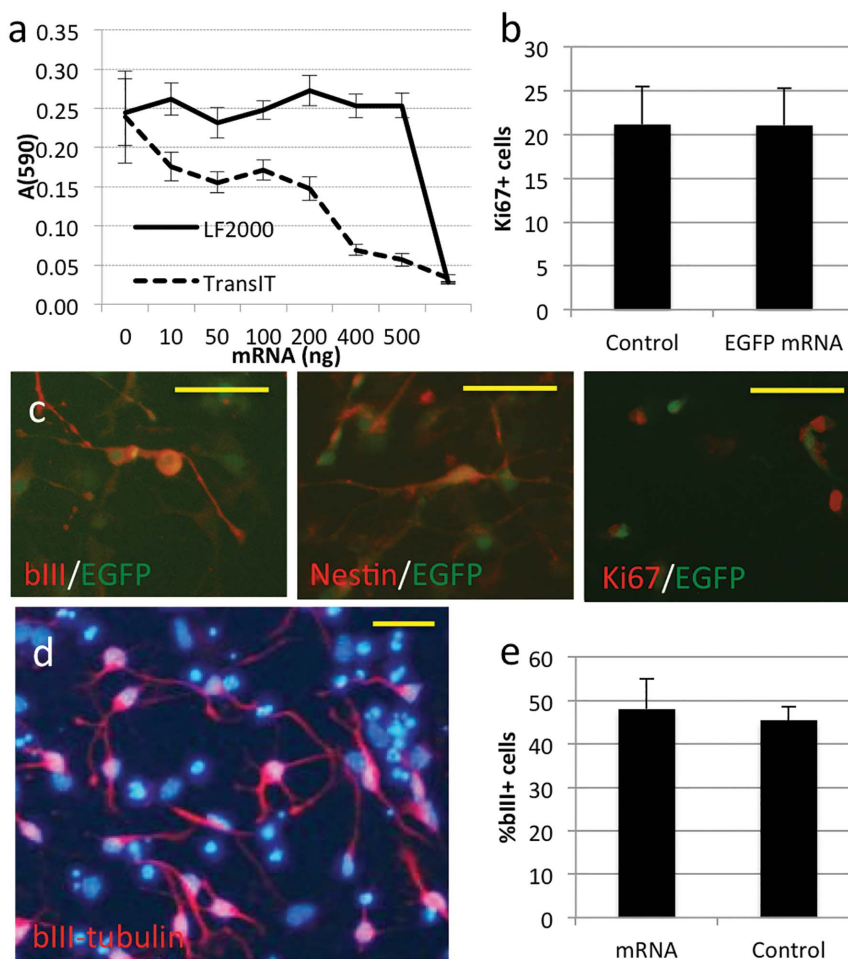 a
0.35
0.30
0.25
0.20
0.15
0.10
0.05
0.00
A(590)
LF2000
TransIT
0 10 50 100 200 400 500
mRNA (ng)
b
30
25
20
15
10
5
0
Ki67+ cells
Control EGFP mRNA
c
bIII/EGFP
Nestin/EGFP
Ki67/EGFP
d
bIII-tubulin
e
60
50
40
30
20
10
0
%bIII+ cells
mRNA Control